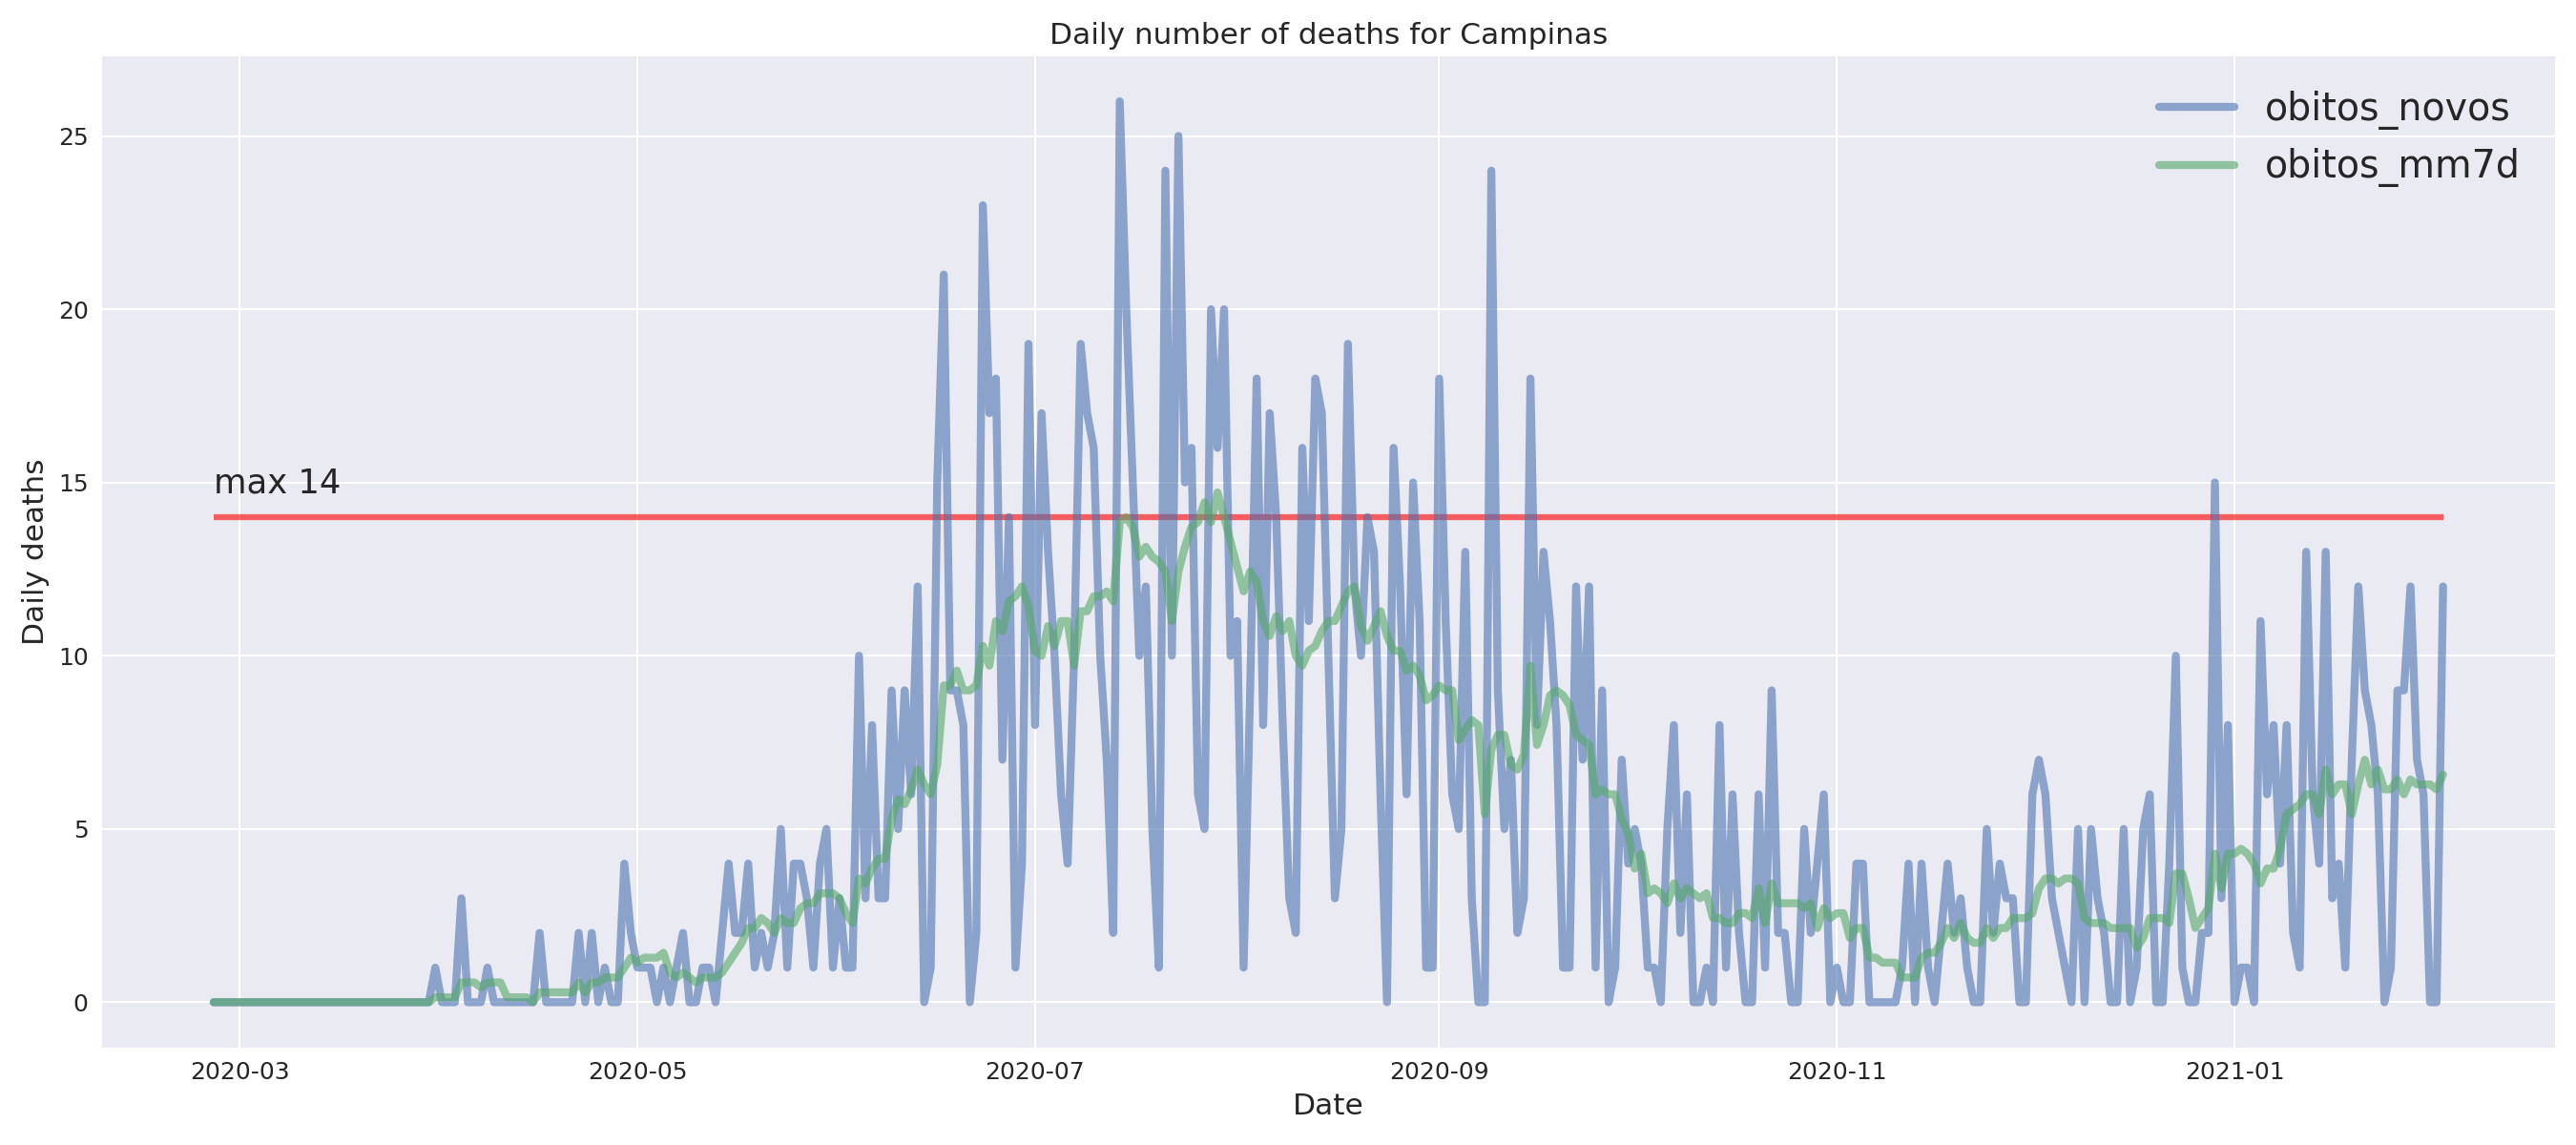 Daily number of deaths for Campinas
obitos_novos
obitos_mm7d
max 14
Daily deaths
25
20
15
10
5
0
2020-03
2020-05
2020-07
2020-09
2020-11
2021-01
Date